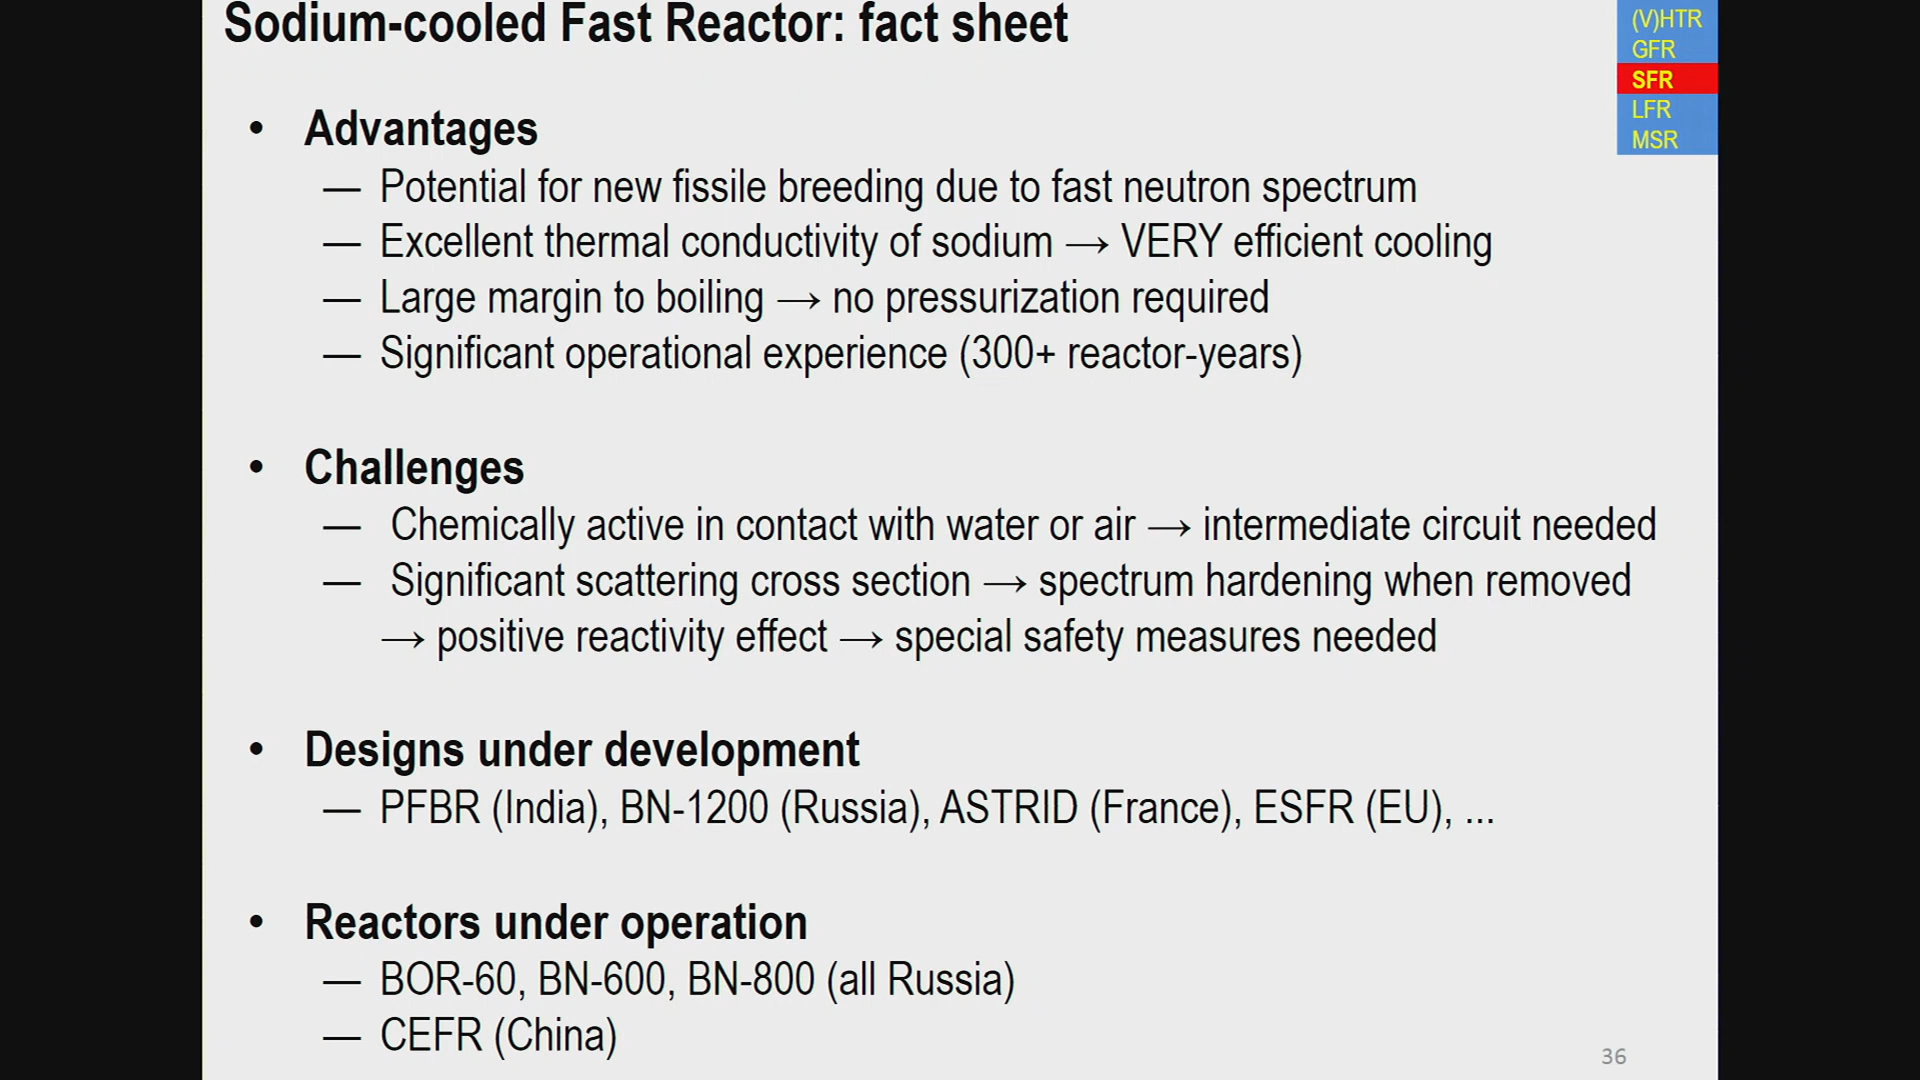 Sodium-cooled Fast Reactor: fact sheet
(V)HTR
GFR
SFR
LFR
MSR
• Advantages
— Potential for new fissile breeding due to fast neutron spectrum
— Excellent thermal conductivity of sodium → VERY efficient cooling
— Large margin to boiling → no pressurization required
— Significant operational experience (300+ reactor-years)
• Challenges
— Chemically active in contact with water or air → intermediate circuit needed
— Significant scattering cross section → spectrum hardening when removed
→ positive reactivity effect → special safety measures needed
• Designs under development
— PFBR (India), BN-1200 (Russia), ASTRID (France), ESFR (EU), ...
• Reactors under operation
— BOR-60, BN-600, BN-800 (all Russia)
— CEFR (China)
36